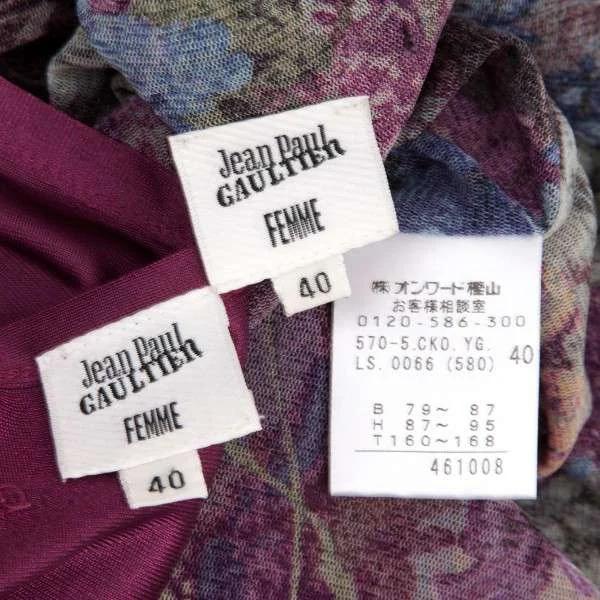 Jean Paul
GAULTIER
FEMME
40
Jean Paul
GAULTIER
FEMME
40
㈱オンワード樫山
お客様相談室
0120-586-300
570-5.CKO.YG.
LS.0066 (580) 40
B 79~ 87
H 87~ 95
T160~168
461008